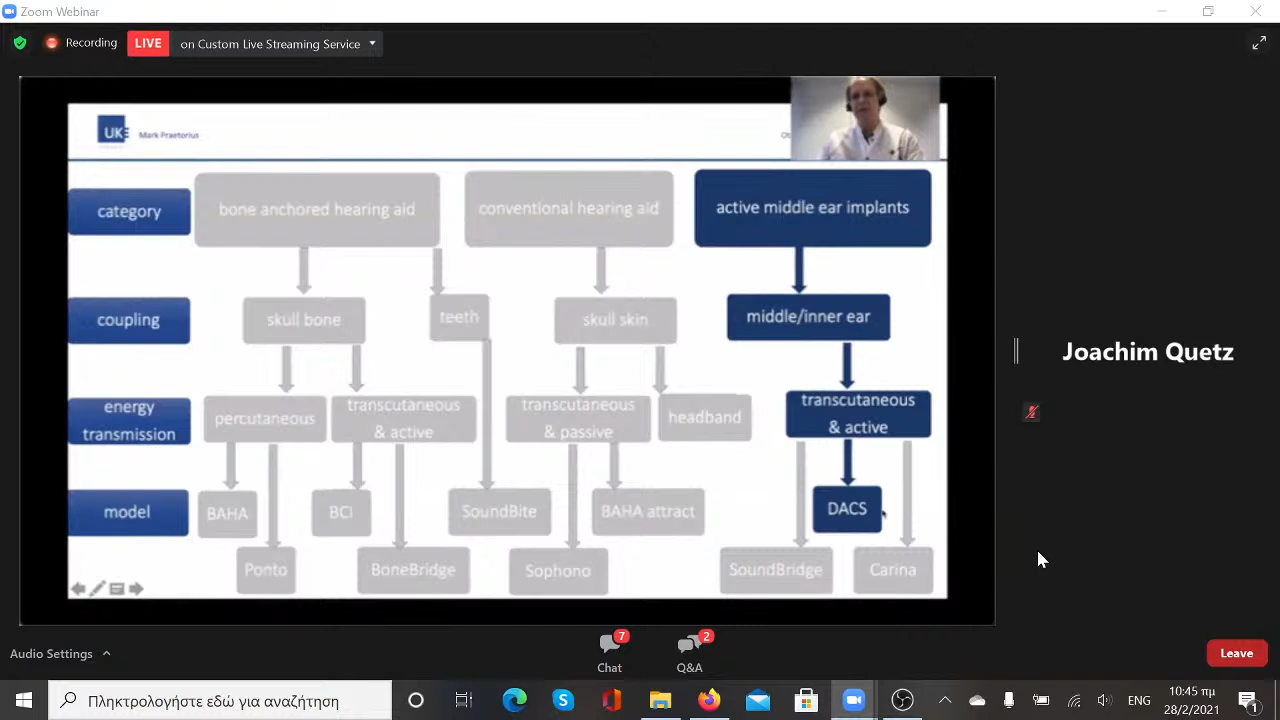 Zoom Webinar
Recording
LIVE
on Custom Live Streaming Service
UKE
Mark Praetorius
category
bone anchored hearing aid
conventional hearing aid
active middle ear implants
coupling
skull bone
teeth
skull skin
middle/inner ear
energy
transmission
percutaneous
transcutaneous
& active
transcutaneous
& passive
headband
transcutaneous
& active
model
BAHA
BCI
SoundBite
BAHA attract
DACS
Ponto
BoneBridge
Sophono
SoundBridge
Carina
Joachim Quetz
Audio Settings
7
Chat
2
Q&A
Leave
Πληκτρολογήστε εδώ για αναζήτηση
ENG
10:45 πμ
28/2/2021
1